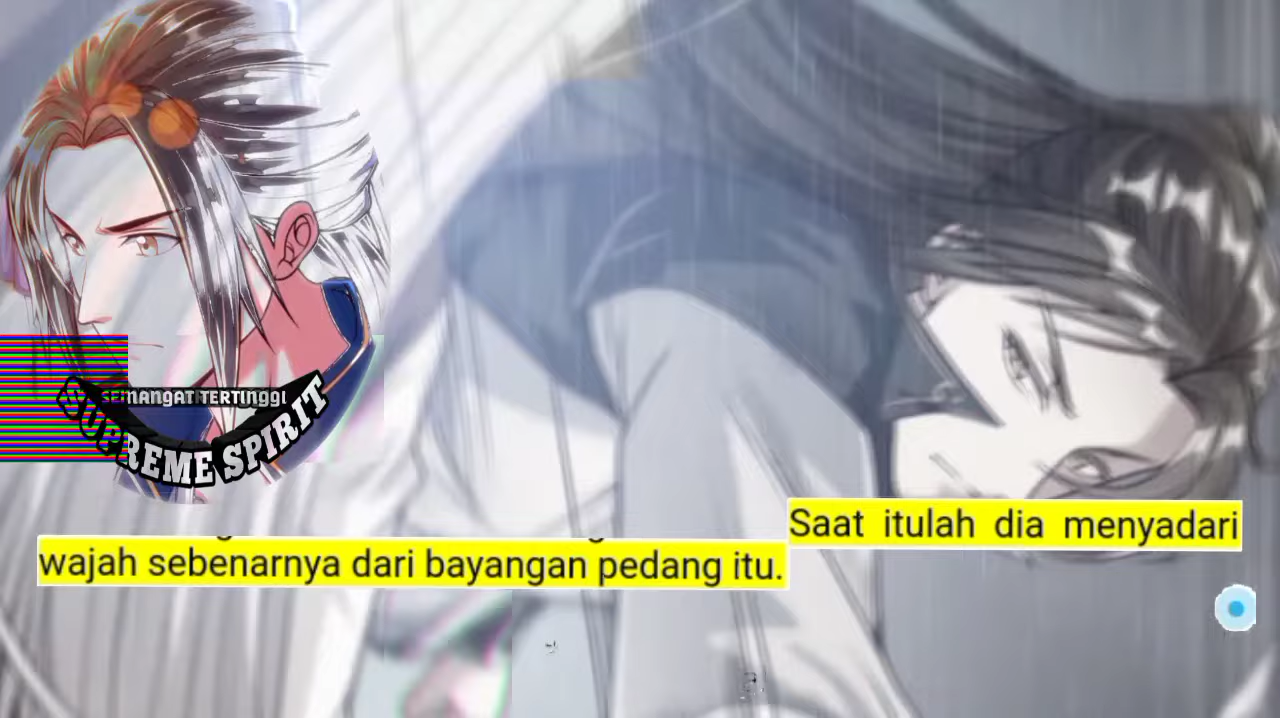 SEMANGAT TERTINGGI
SUPREME SPIRIT
Saat itulah dia menyadari
wajah sebenarnya dari bayangan pedang itu.